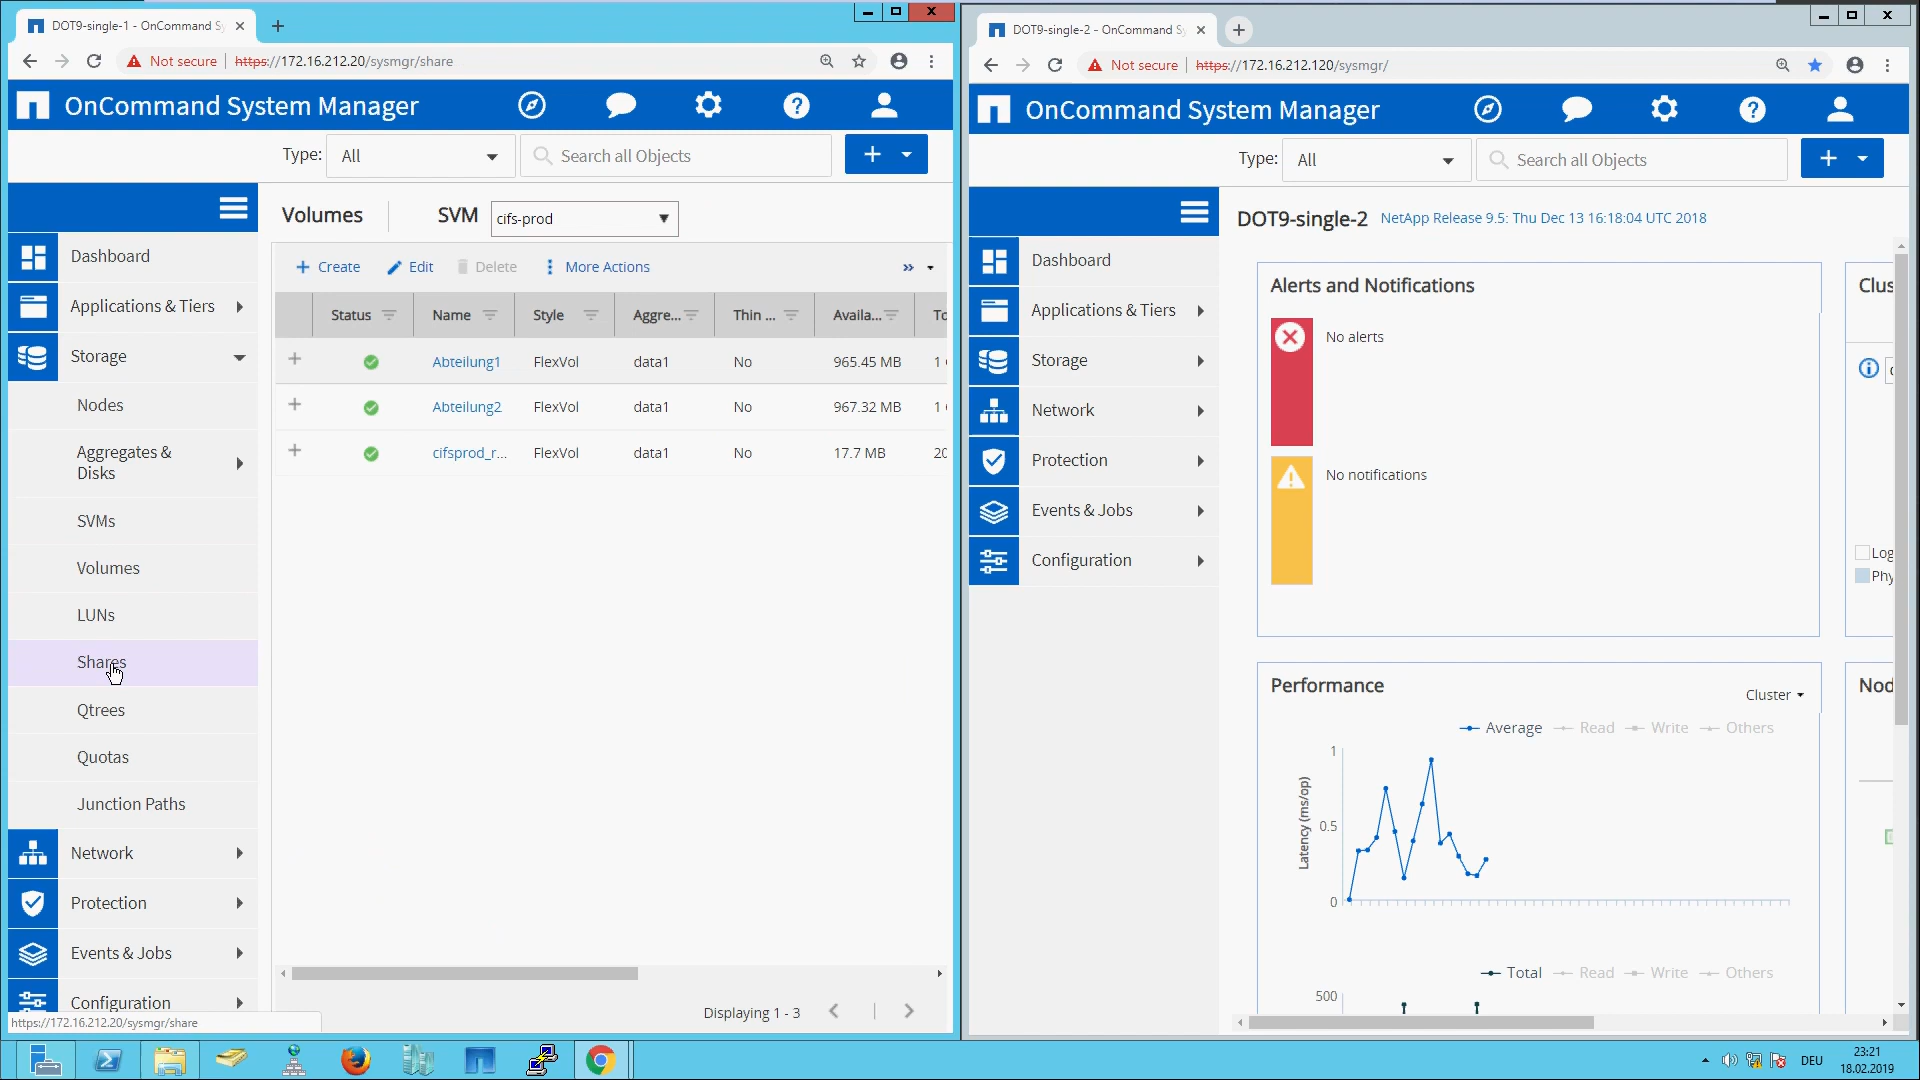 DOT9-single-1 - OnCommand S
Not secure
https://172.16.212.20/sysmgr/share
OnCommand System Manager
Type:
All
Search all Objects
Volumes
SVM
cifs-prod
Create
Edit
Delete
More Actions
Status
Name
Style
Aggre...
Thin ...
Availa...
To
Abteilung1
FlexVol
data1
No
965.45 MB
1
Abteilung2
FlexVol
data1
No
967.32 MB
1
cifsprod_r...
FlexVol
data1
No
17.7 MB
20
Dashboard
Applications & Tiers
Storage
Nodes
Aggregates &
Disks
SVMs
Volumes
LUNs
Shares
Qtrees
Quotas
Junction Paths
Network
Protection
Events & Jobs
Configuration
Displaying 1 - 3
https://172.16.212.20/sysmgr/share
DOT9-single-2 - OnCommand S
Not secure
https://172.16.212.120/sysmgr/
OnCommand System Manager
Type:
All
Search all Objects
Dashboard
Applications & Tiers
Storage
Network
Protection
Events & Jobs
Configuration
DOT9-single-2
NetApp Release 9.5: Thu Dec 13 16:18:04 UTC 2018
Alerts and Notifications
No alerts
No notifications
Clus
Log
Phy
Performance
Cluster
Average
Read
Write
Others
Latency (ms/op)
1
0.5
0
Total
Read
Write
Others
500
Nod
DEU
23:21
18.02.2019